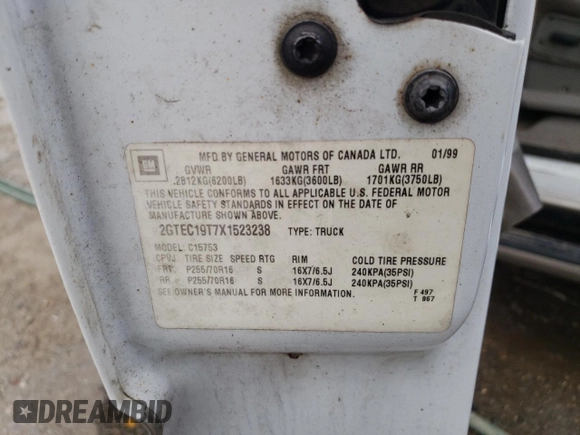 MFD. BY GENERAL MOTORS OF CANADA LTD. 01/99
GM
GVWR GAWR FRT GAWR RR
2812KG(6200LB) 1633KG(3600LB) 1701KG(3750LB)
THIS VEHICLE CONFORMS TO ALL APPLICABLE U.S. FEDERAL MOTOR
VEHICLE SAFETY STANDARDS IN EFFECT ON THE DATE OF
MANUFACTURE SHOWN ABOVE.
2GTEC19T7X1523238 TYPE: TRUCK
MODEL: C15753
CPVJ TIRE SIZE SPEED RTG RIM COLD TIRE PRESSURE
FRT P255/70R16 S 16X7/6.5J 240KPA(35PSI)
RR P255/70R16 S 16X7/6.5J 240KPA(35PSI)
SEE OWNER'S MANUAL FOR MORE INFORMATION.
F 497
T 867
DREAMBID